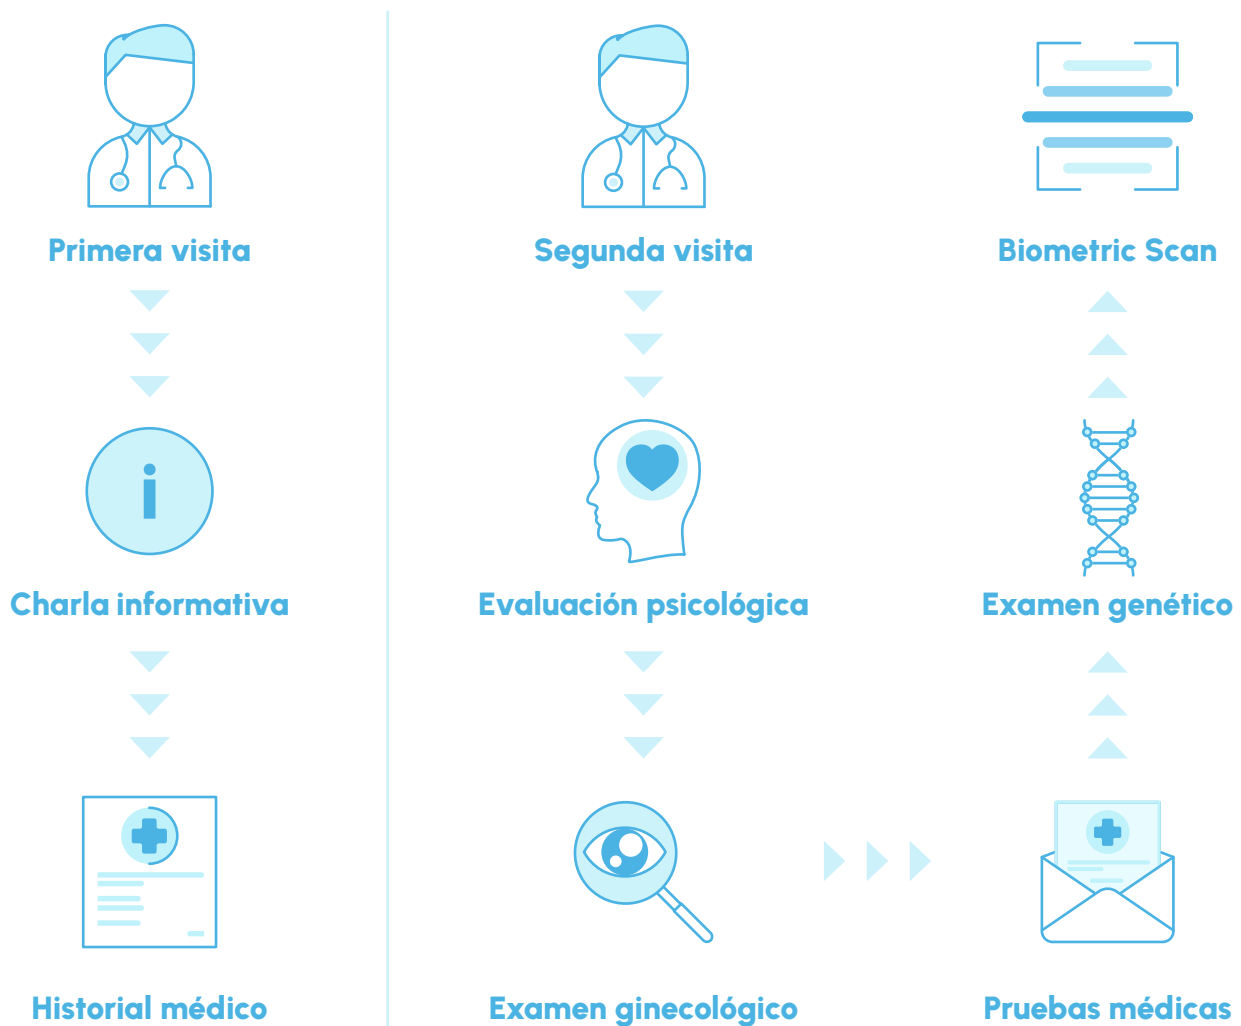 Primera visita
Charla informativa
Historial médico
Segunda visita
Evaluación psicológica
Examen ginecológico
Pruebas médicas
Examen genético
Biometric Scan